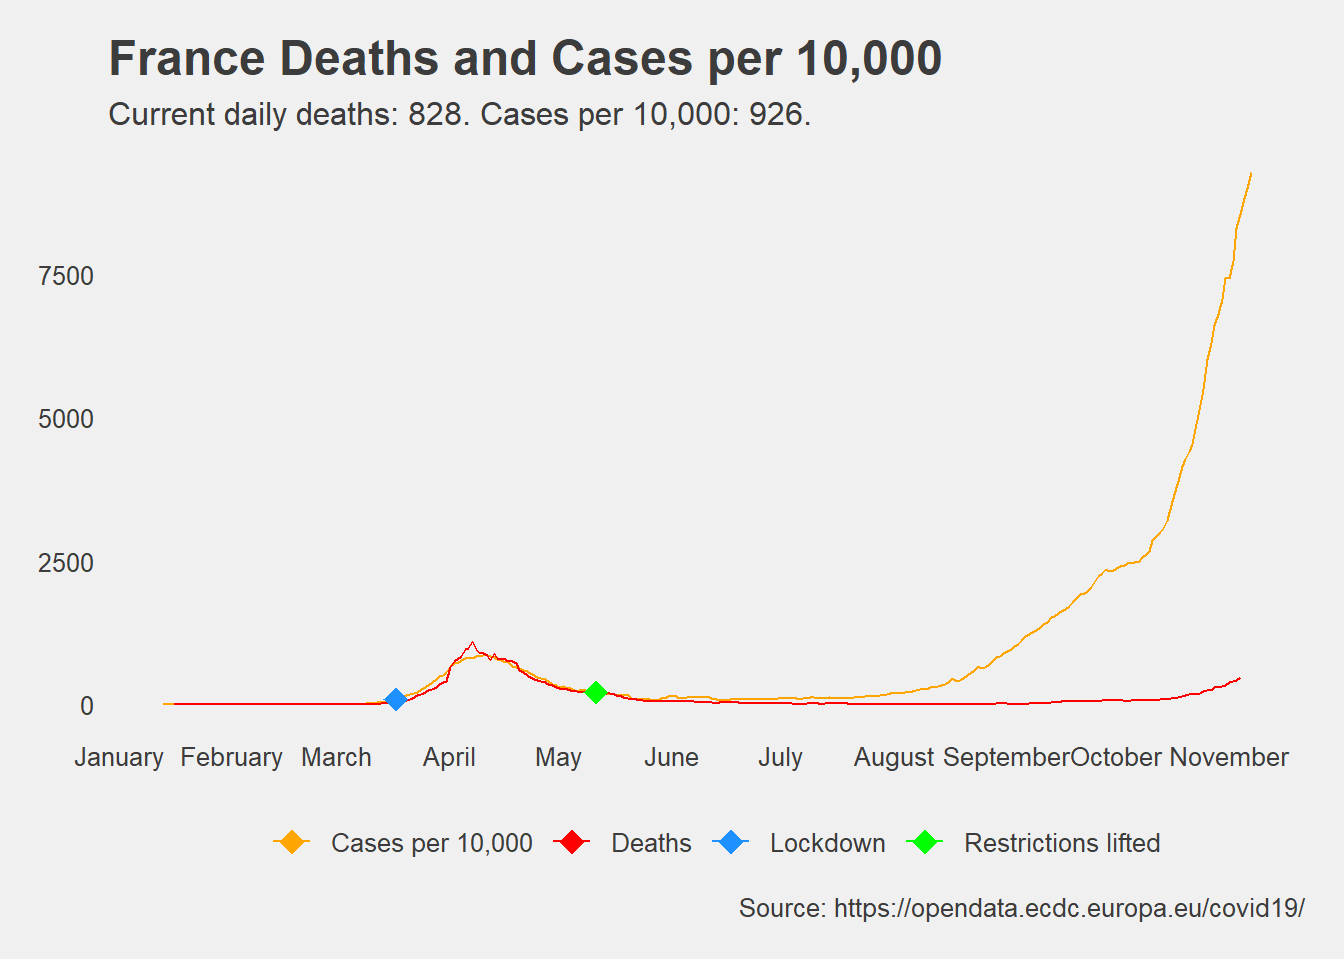 France Deaths and Cases per 10,000
Current daily deaths: 828. Cases per 10,000: 926.
7500
5000
2500
0
January February March April May June July August September October November
Cases per 10,000 Deaths Lockdown Restrictions lifted
Source: https://opendata.ecdc.europa.eu/covid19/